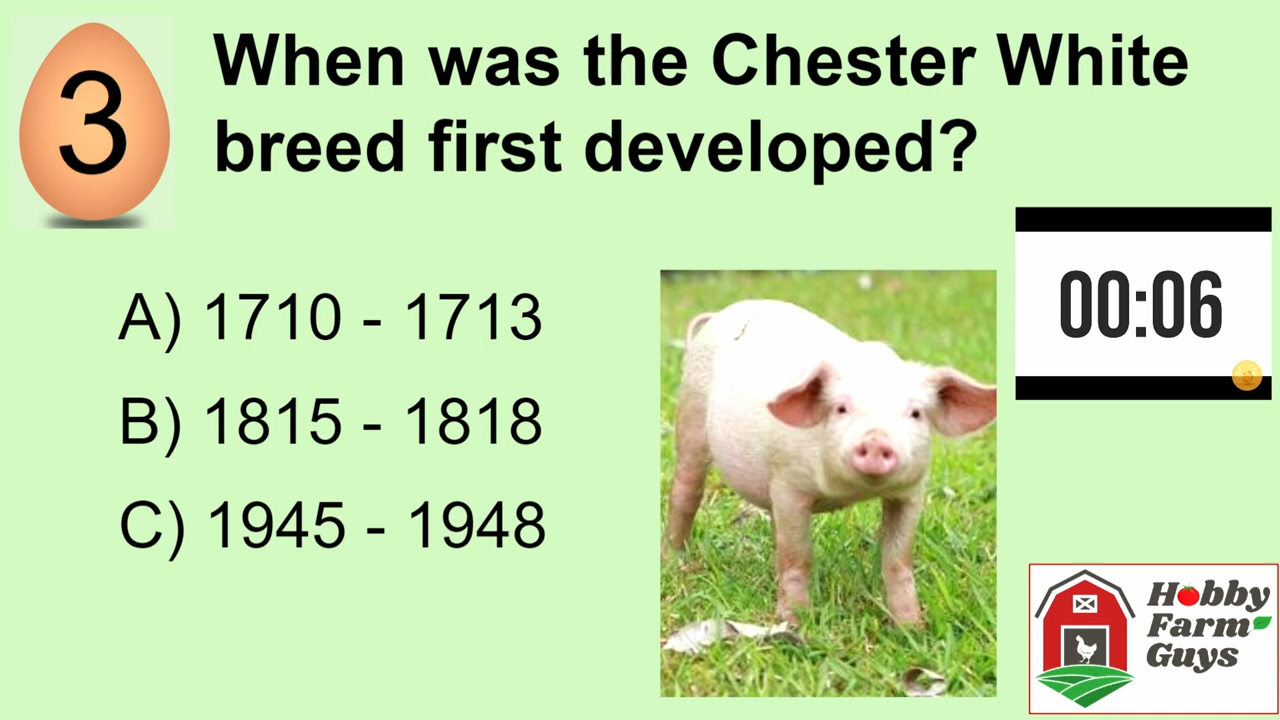 3
When was the Chester White
breed first developed?
A) 1710 - 1713
B) 1815 - 1818
C) 1945 - 1948
00:06
Hobby
Farm
Guys